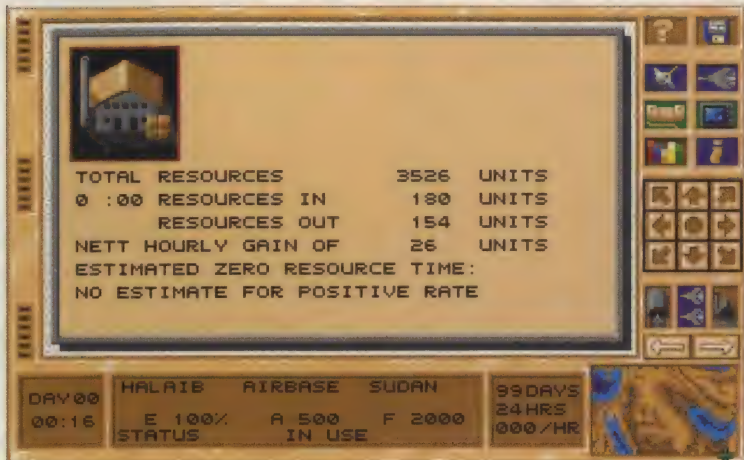 TOTAL RESOURCES 3526 UNITS
0 :00 RESOURCES IN 180 UNITS
RESOURCES OUT 154 UNITS
NETT HOURLY GAIN OF 26 UNITS
ESTIMATED ZERO RESOURCE TIME:
NO ESTIMATE FOR POSITIVE RATE
DAY 00
00:16
HALAIB AIRBASE SUDAN
E 100% A 500 F 2000
STATUS IN USE
99 DAYS
24 HRS
000/HR